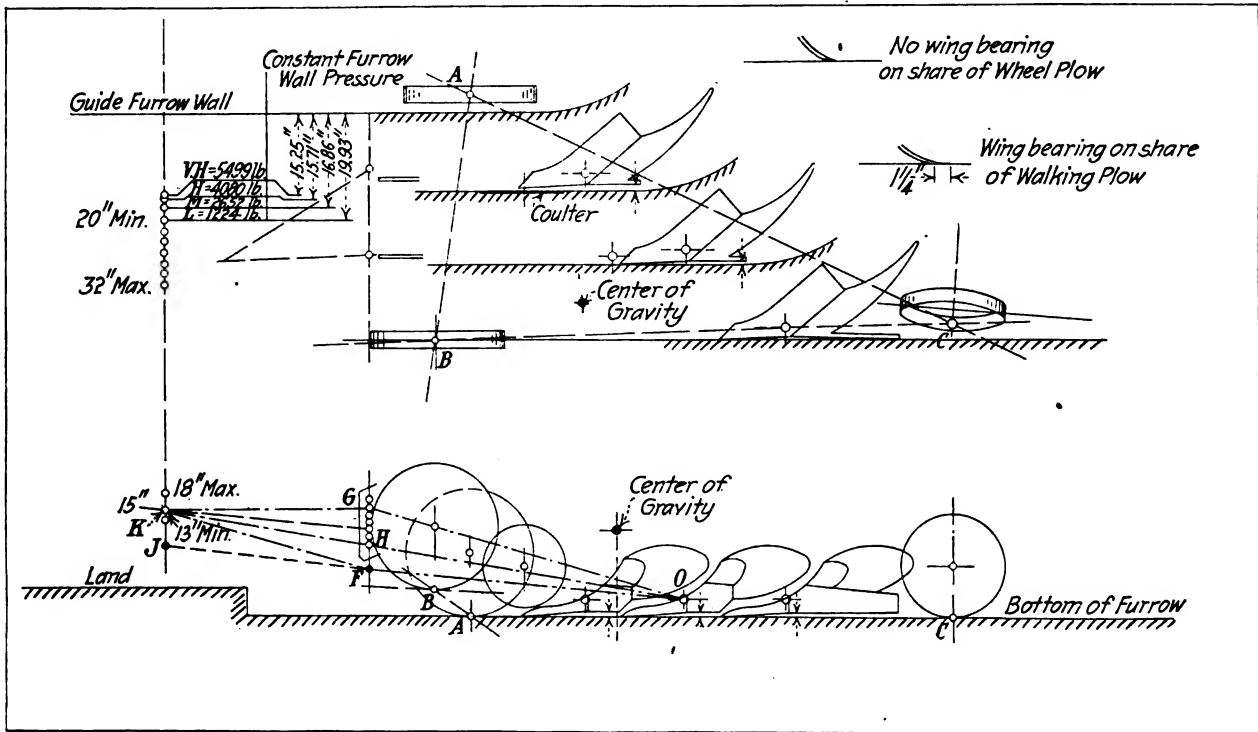 Constant Furrow
Wall Pressure
Guide Furrow Wall
A
No wing bearing
on share of Wheel Plow
15.25"
15.71"
16.86"
19.93"
V.H=5499 lb.
H=4080 lb.
M=2652 lb.
L=1224 lb.
20" Min.
32" Max.
Coulter
Wing bearing on share
of Walking Plow
1¼"
Center of
Gravity
B
C
18" Max.
15"
K
13" Min.
J
G
H
F
Center of
Gravity
O
Land
B
A
C
Bottom of Furrow